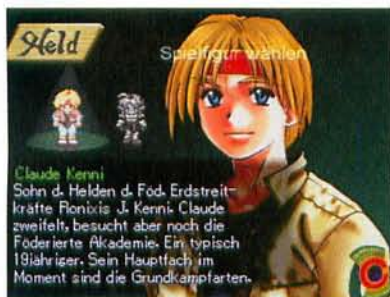 Held
Spielfigur wählen
Claude Kenni
Sohn d. Helden d. Föd. Erdstreit-
kräfte Ronixis J. Kenni. Claude
zweifelt, besucht aber noch die
Föderierte Akademie. Ein typisch
19jähriger. Sein Hauptfach im
Moment sind die Grundkampfarten.